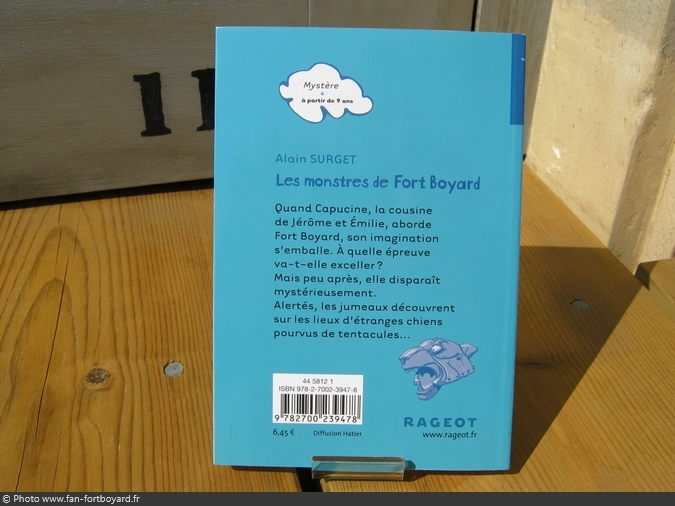 Mystère
à partir de 9 ans
Alain SURGET
Les monstres de Fort Boyard
Quand Capucine, la cousine
de Jérôme et Émilie, aborde
Fort Boyard, son imagination
s'emballe. À quelle épreuve
va-t-elle exceller ?
Mais peu après, elle disparaît
mystérieusement.
Alertés, les jumeaux découvrent
sur les lieux d'étranges chiens
pourvus de tentacules...
44 5812 1
ISBN 978-2-7002-3947-8
9 782700 239478
6,45 € Diffusion Hatier
RAGEOT
www.rageot.fr
© Photo www.fan-fortboyard.fr